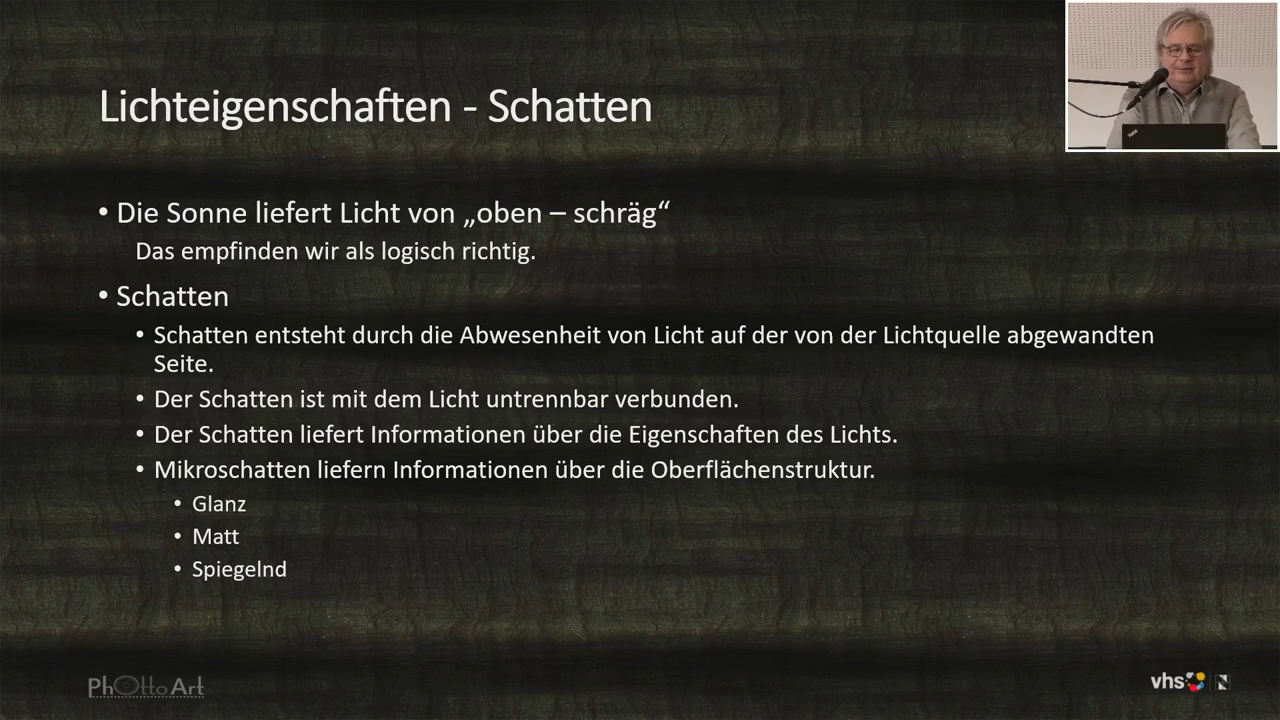 Lichteigenschaften - Schatten
• Die Sonne liefert Licht von „oben – schräg“
Das empfinden wir als logisch richtig.
• Schatten
• Schatten entsteht durch die Abwesenheit von Licht auf der von der Lichtquelle abgewandten
Seite.
• Der Schatten ist mit dem Licht untrennbar verbunden.
• Der Schatten liefert Informationen über die Eigenschaften des Lichts.
• Mikroschatten liefern Informationen über die Oberflächenstruktur.
• Glanz
• Matt
• Spiegelnd
PhOttoArt
vhs